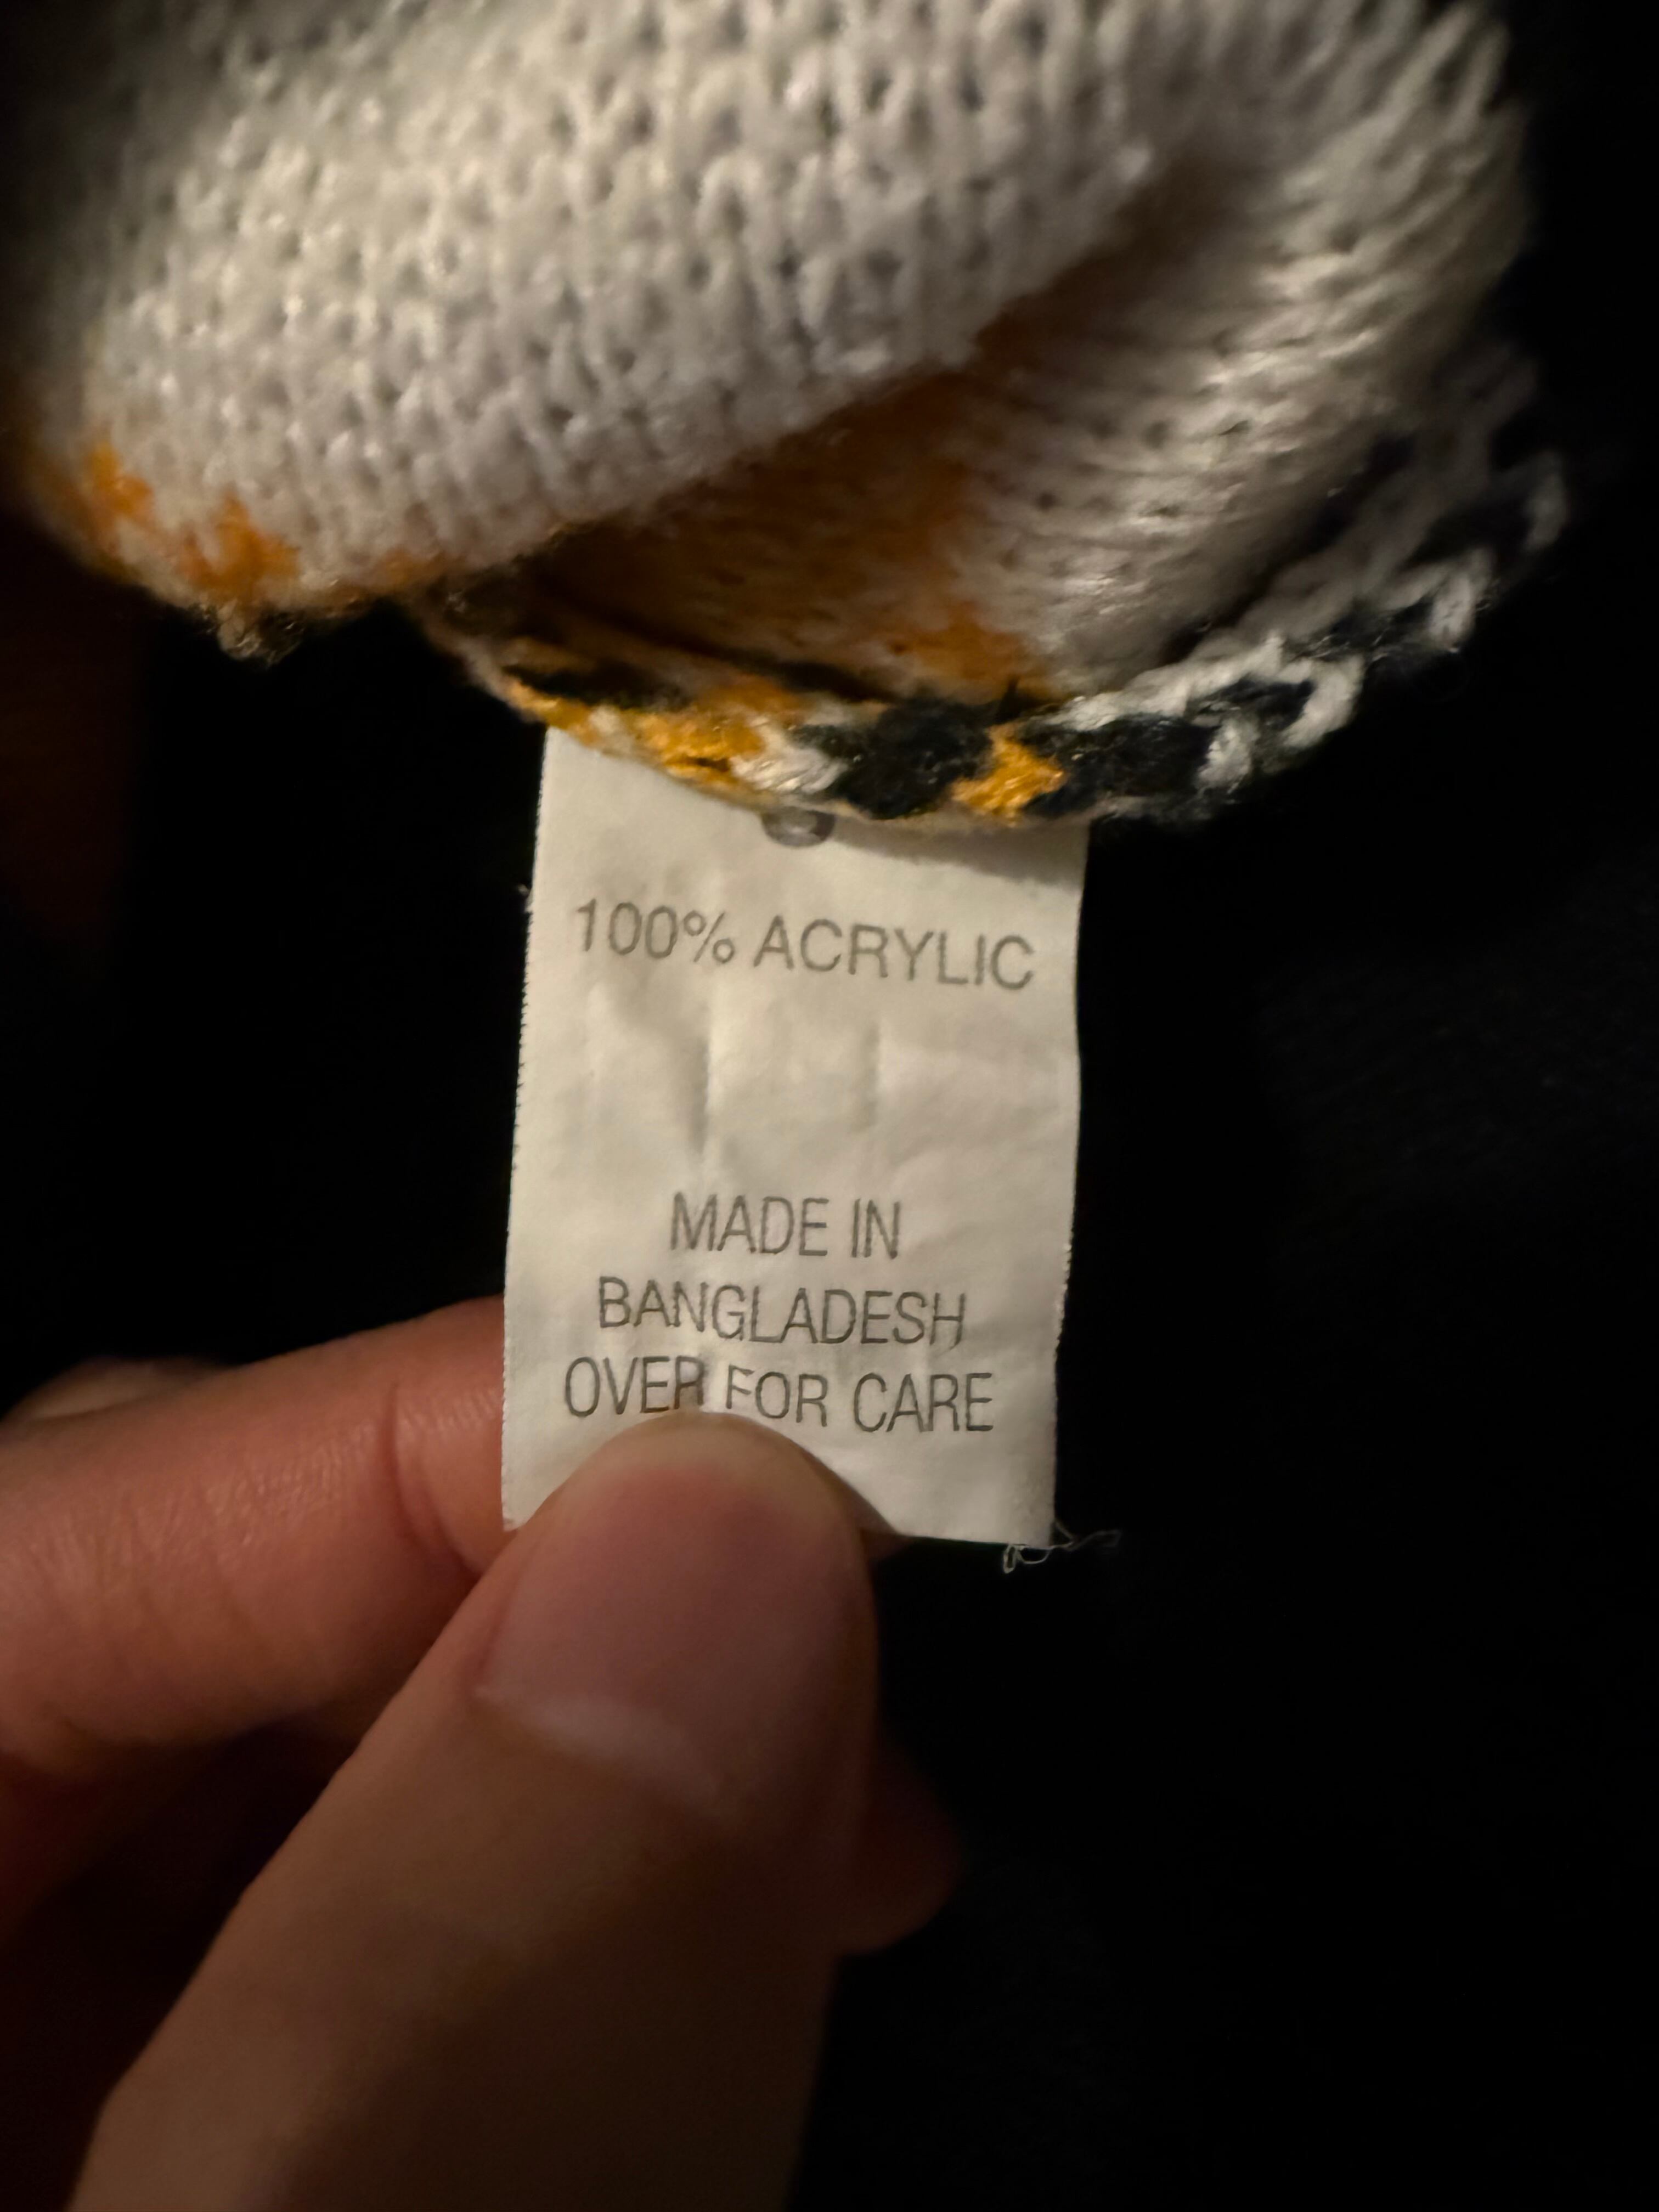 100% ACRYLIC
MADE IN
BANGLADESH
OVER FOR CARE